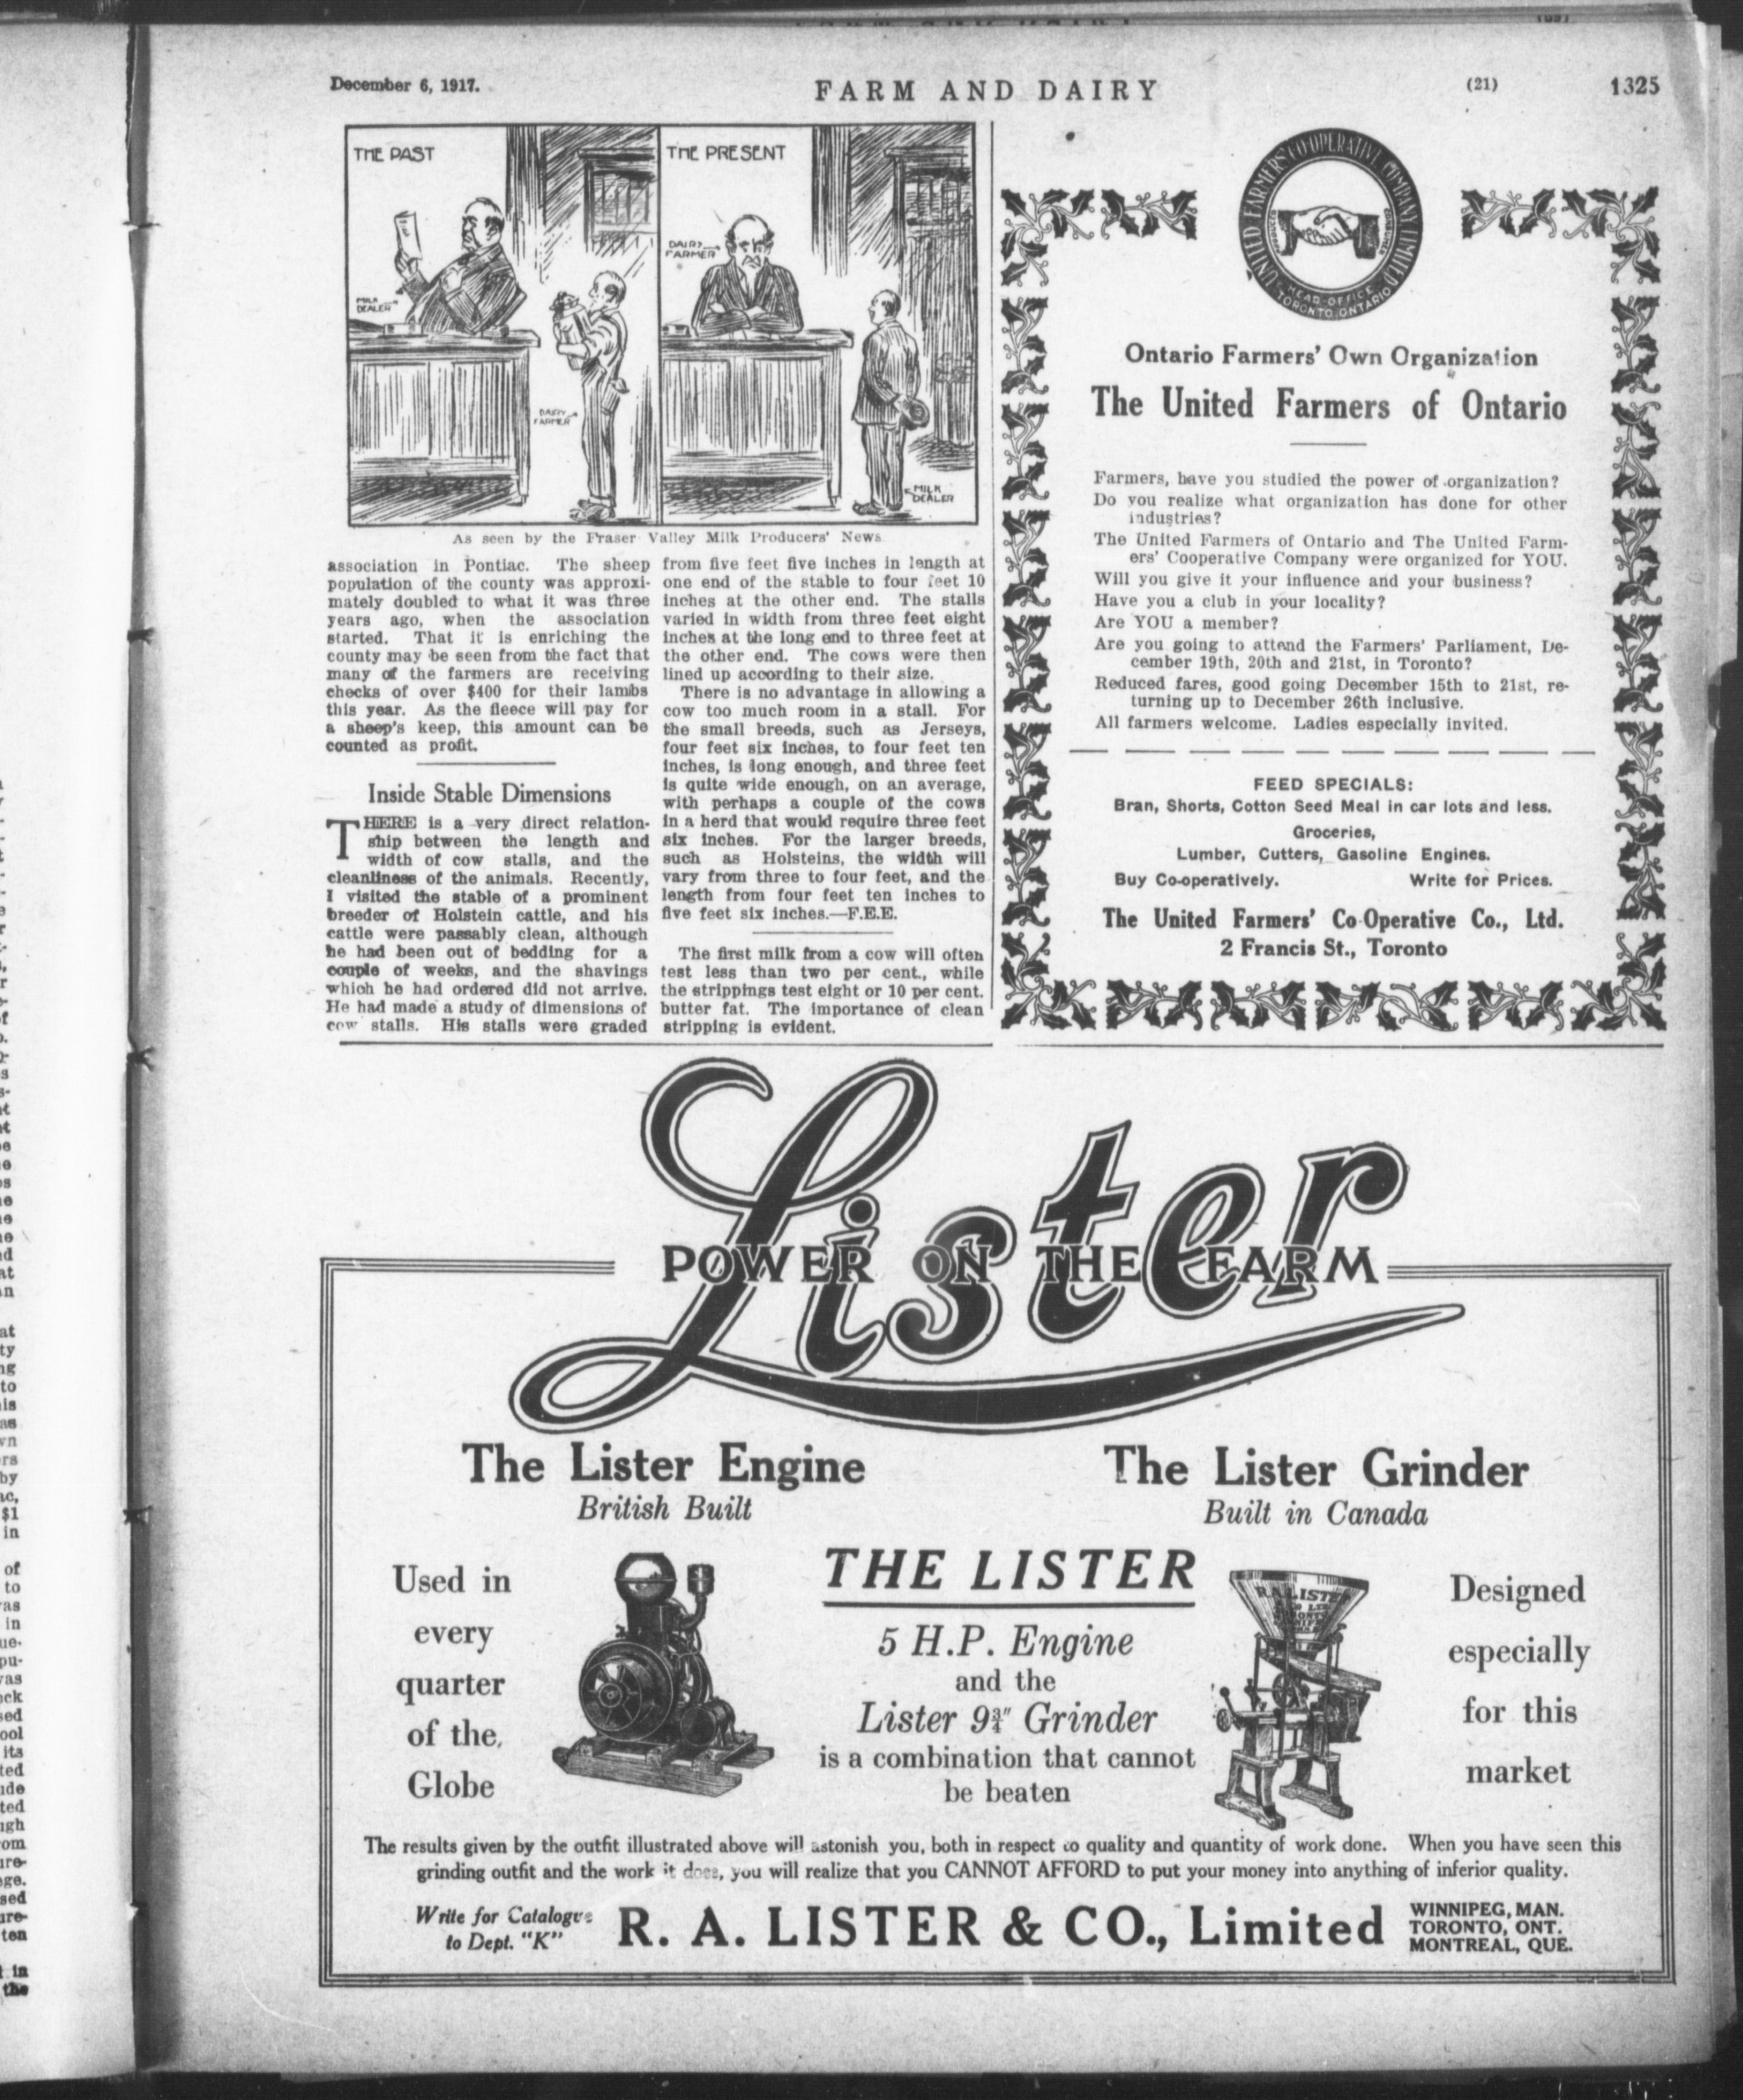 December 6, 1917.
FARM AND DAIRY
(21)
1325
THE PAST
MILK DEALER
DAIRY FARMER
THE PRESENT
DAIRY FARMER
MILK DEALER
As seen by the Fraser Valley Milk Producers' News
association in Pontiac. The sheep
population of the county was approxi-
mately doubled to what it was three
years ago, when the association
started. That it is enriching the
county may be seen from the fact that
many of the farmers are receiving
checks of over $400 for their lambs
this year. As the fleece will pay for
a sheep's keep, this amount can be
counted as profit.
Inside Stable Dimensions
THERE is a very direct relation-
ship between the length and
width of cow stalls, and the
cleanliness of the animals. Recently,
I visited the stable of a prominent
breeder of Holstein cattle, and his
cattle were passably clean, although
he had been out of bedding for a
couple of weeks, and the shavings
which he had ordered did not arrive.
He had made a study of dimensions of
cow stalls. His stalls were graded
from five feet five inches in length at
one end of the stable to four feet 10
inches at the other end. The stalls
varied in width from three feet eight
inches at the long end to three feet at
the other end. The cows were then
lined up according to their size.
There is no advantage in allowing a
cow too much room in a stall. For
the small breeds, such as Jerseys,
four feet six inches, to four feet ten
inches, is long enough, and three feet
is quite wide enough, on an average,
with perhaps a couple of the cows
in a herd that would require three feet
six inches. For the larger breeds,
such as Holsteins, the width will
vary from three to four feet, and the
length from four feet ten inches to
five feet six inches.—F.E.E.
The first milk from a cow will often
test less than two per cent., while
the strippings test eight or 10 per cent.
butter fat. The importance of clean
stripping is evident.
UNITED FARMERS' CO-OPERATIVE COMPANY LIMITED
HEAD-OFFICE
TORONTO, ONTARIO
Ontario Farmers' Own Organization
The United Farmers of Ontario
Farmers, have you studied the power of organization?
Do you realize what organization has done for other
industries?
The United Farmers of Ontario and The United Farm-
ers' Cooperative Company were organized for YOU.
Will you give it your influence and your business?
Have you a club in your locality?
Are YOU a member?
Are you going to attend the Farmers' Parliament, De-
cember 19th, 20th and 21st, in Toronto?
Reduced fares, good going December 15th to 21st, re-
turning up to December 26th inclusive.
All farmers welcome. Ladies especially invited.
FEED SPECIALS:
Bran, Shorts, Cotton Seed Meal in car lots and less.
Groceries,
Lumber, Cutters, Gasoline Engines.
Buy Co-operatively. Write for Prices.
The United Farmers' Co-Operative Co., Ltd.
2 Francis St., Toronto
Lister
POWER ON THE FARM
The Lister Engine
British Built
The Lister Grinder
Built in Canada
Used in
every
quarter
of the
Globe
THE LISTER
5 H.P. Engine
and the
Lister 9¾" Grinder
is a combination that cannot
be beaten
Designed
especially
for this
market
The results given by the outfit illustrated above will astonish you, both in respect to quality and quantity of work done. When you have seen this
grinding outfit and the work it does, you will realize that you CANNOT AFFORD to put your money into anything of inferior quality.
Write for Catalogue
to Dept. "K"
R. A. LISTER & CO., Limited
WINNIPEG, MAN.
TORONTO, ONT.
MONTREAL, QUE.